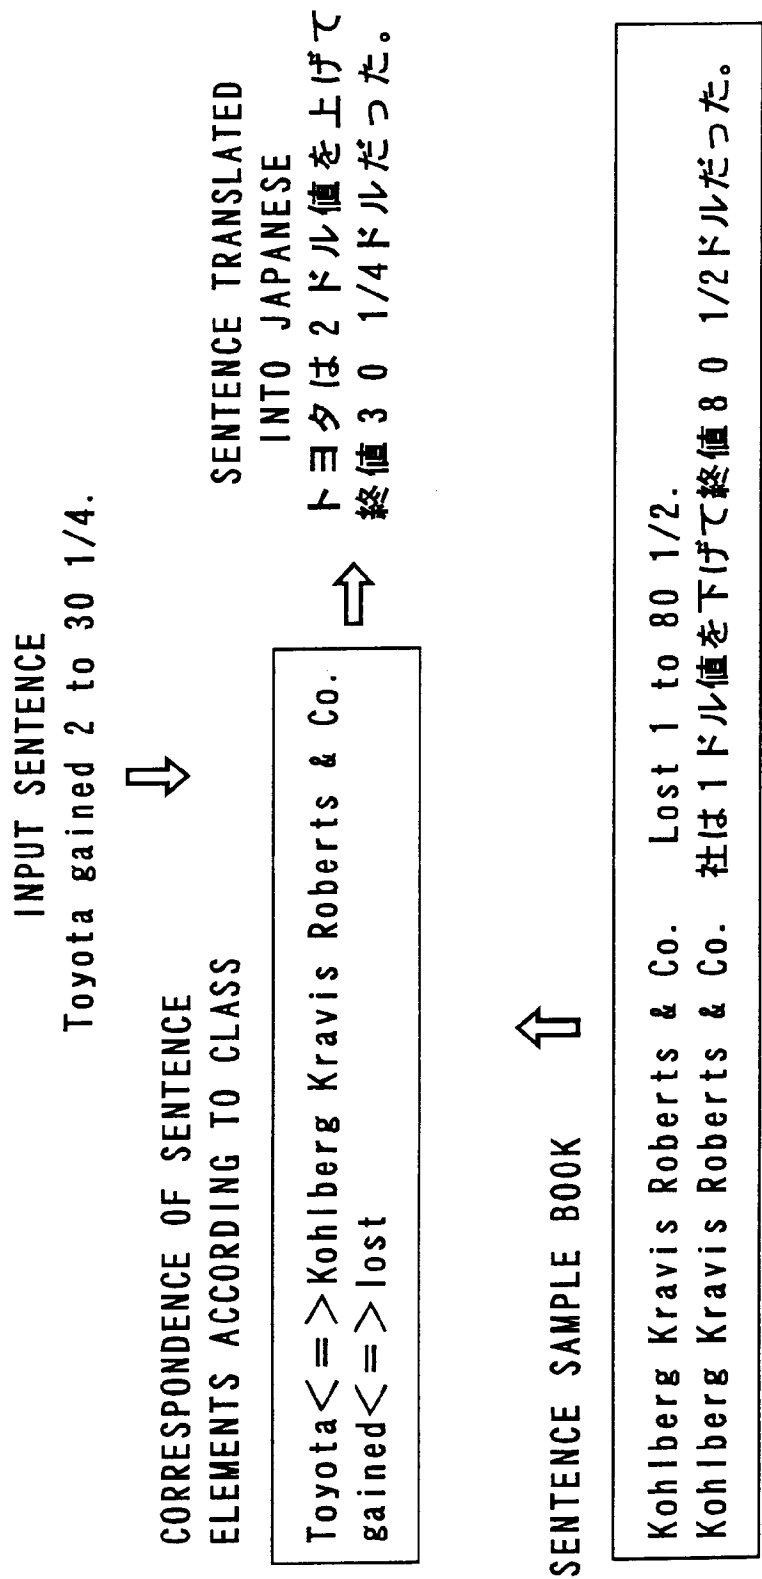 INPUT SENTENCE
Toyota gained 2 to 30 1/4.
CORRESPONDENCE OF SENTENCE
ELEMENTS ACCORDING TO CLASS
Toyota<=>Kohlberg Kravis Roberts & Co.
gained<=>lost
SENTENCE TRANSLATED
INTO JAPANESE
トヨタは2ドル値を上げて
終値30 1/4ドルだった。
SENTENCE SAMPLE BOOK
Kohlberg Kravis Roberts & Co. Lost 1 to 80 1/2.
Kohlberg Kravis Roberts & Co. 社は1ドル値を下げて終値80 1/2ドルだった。